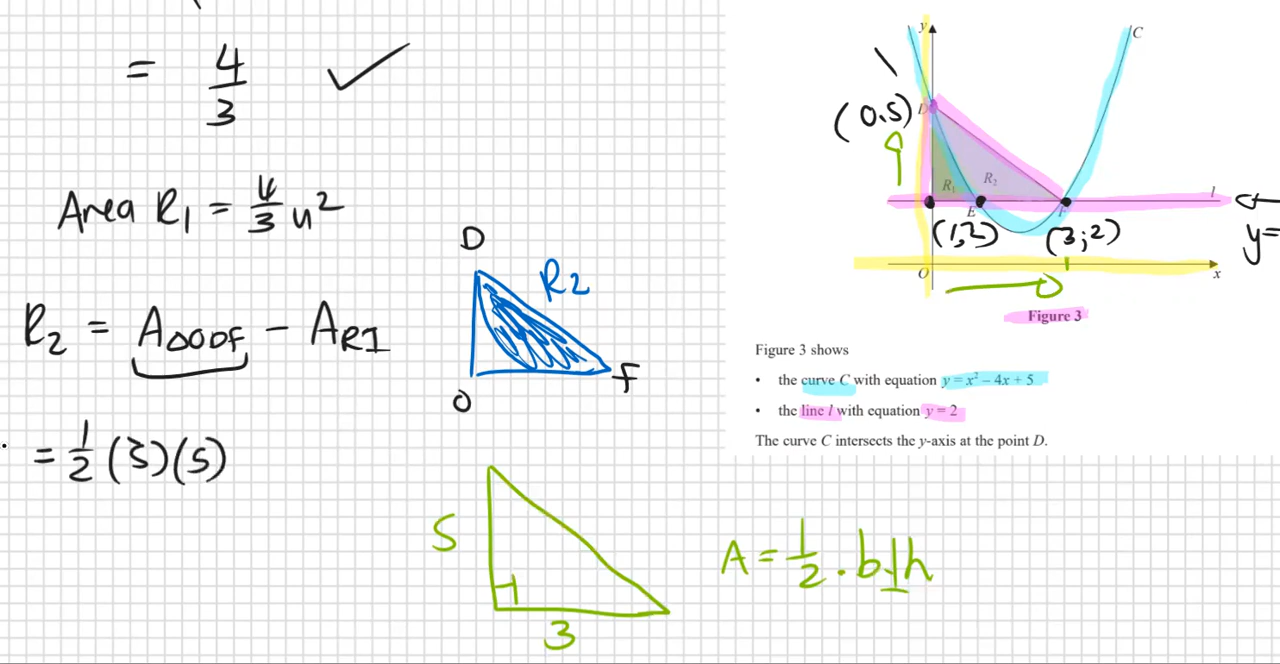 = 4/3 ✓
Area R1 = 4/3 u²
R2 = A△ODF - AR1
= 1/2 (3)(5)
D
R2
O
F
5
3
A = 1/2 . b⊥h
y
C
(0.5)
D
R1
R2
l
E
F
(1,2)
(3;2)
y=
O
x
Figure 3
Figure 3 shows
• the curve C with equation y = x² – 4x + 5
• the line l with equation y = 2
The curve C intersects the y-axis at the point D.